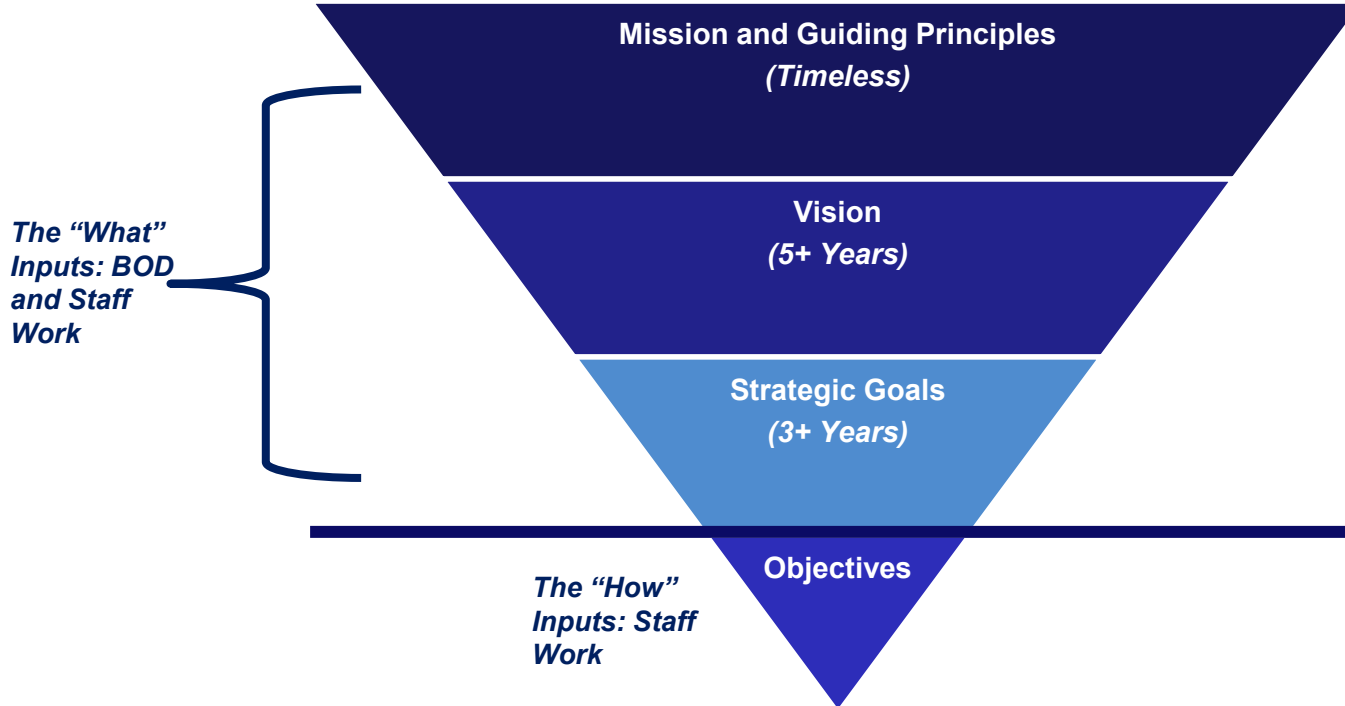 Mission and Guiding Principles
(Timeless)
Vision
(5+ Years)
The “What”
Inputs: BOD
and Staff
Work
Strategic Goals
(3+ Years)
Objectives
The “How”
Inputs: Staff
Work